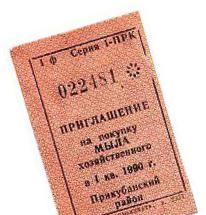 1 ф Серия 1-ПРК
022481 ※
ПРИГЛАШЕНИЕ
на покупку
МЫЛА
хозяйственного
в 1 кв. 1990 г.
Прикубанский
район